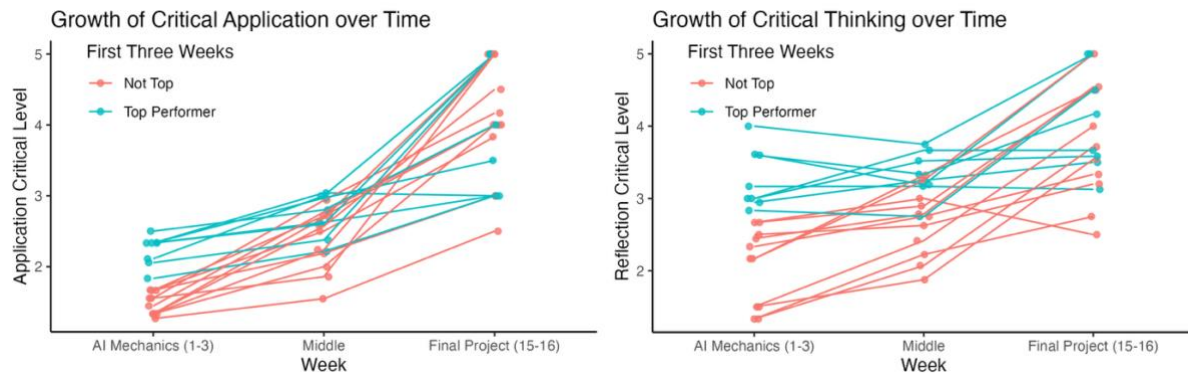 Growth of Critical Application over Time
First Three Weeks
Not Top
Top Performer
Application Critical Level
5
4
3
2
AI Mechanics (1-3)
Middle
Final Project (15-16)
Week
Growth of Critical Thinking over Time
First Three Weeks
Not Top
Top Performer
Reflection Critical Level
5
4
3
2
AI Mechanics (1-3)
Middle
Final Project (15-16)
Week